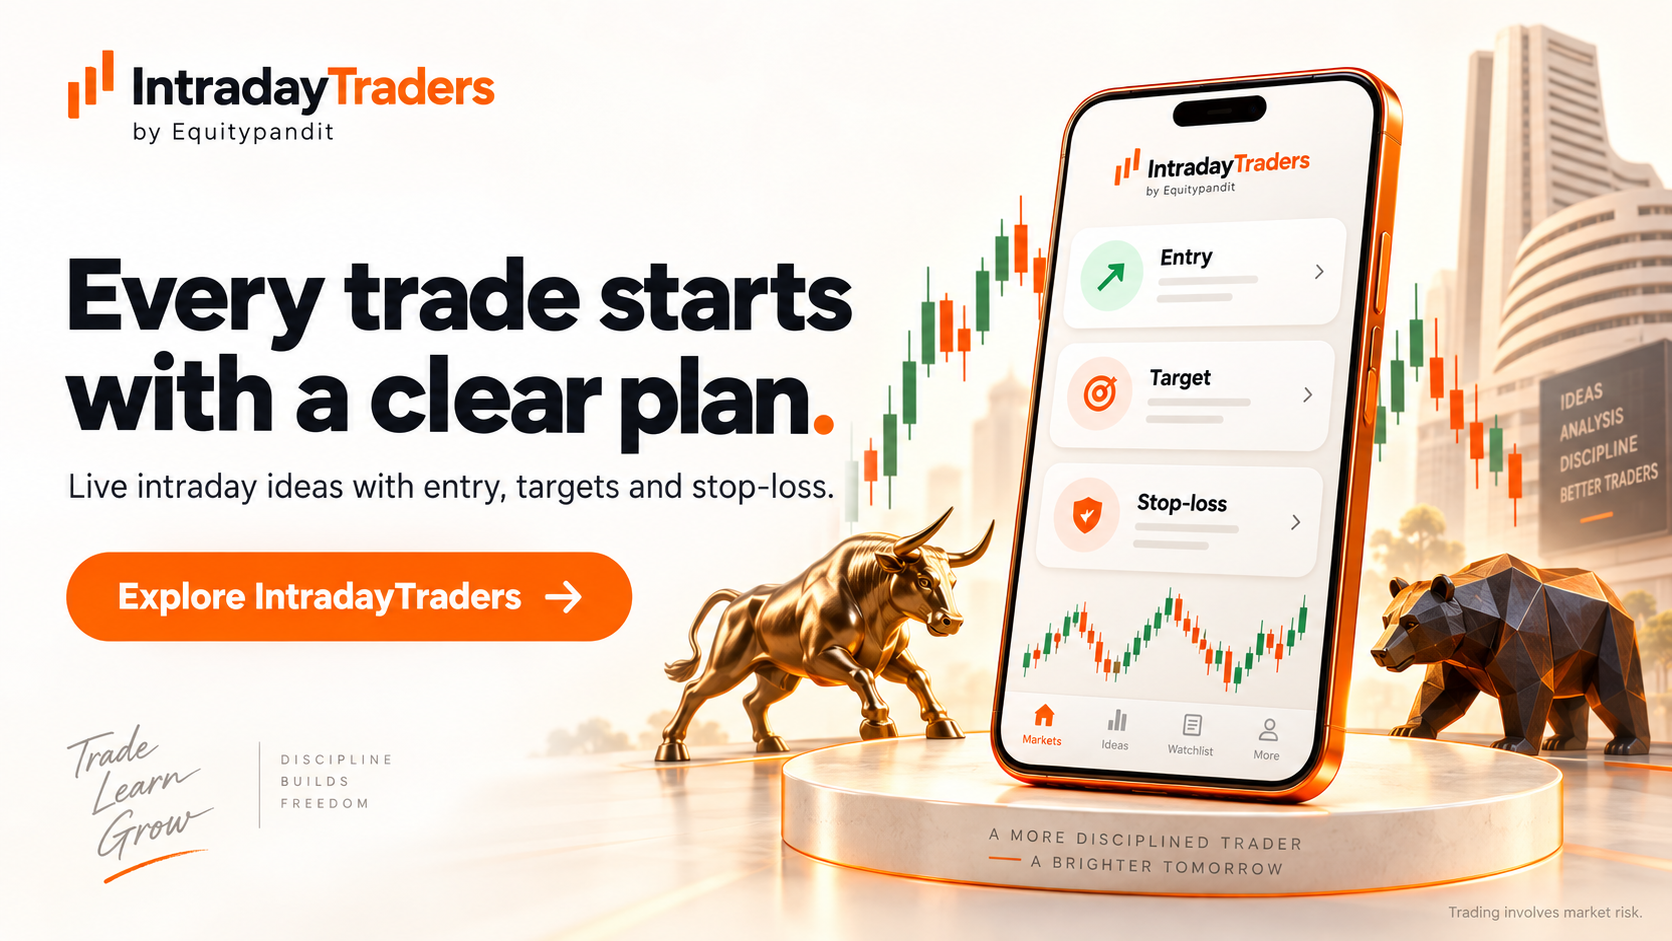 IntradayTraders
by Equitypandit
Every trade starts
with a clear plan.
Live intraday ideas with entry, targets and stop-loss.
Explore IntradayTraders
Trade
Learn
Grow
DISCIPLINE
BUILDS
FREEDOM
IntradayTraders
by Equitypandit
Entry
Target
Stop-loss
Markets
Ideas
Watchlist
More
IDEAS
ANALYSIS
DISCIPLINE
BETTER TRADERS
A MORE DISCIPLINED TRADER
A BRIGHTER TOMORROW
Trading involves market risk.